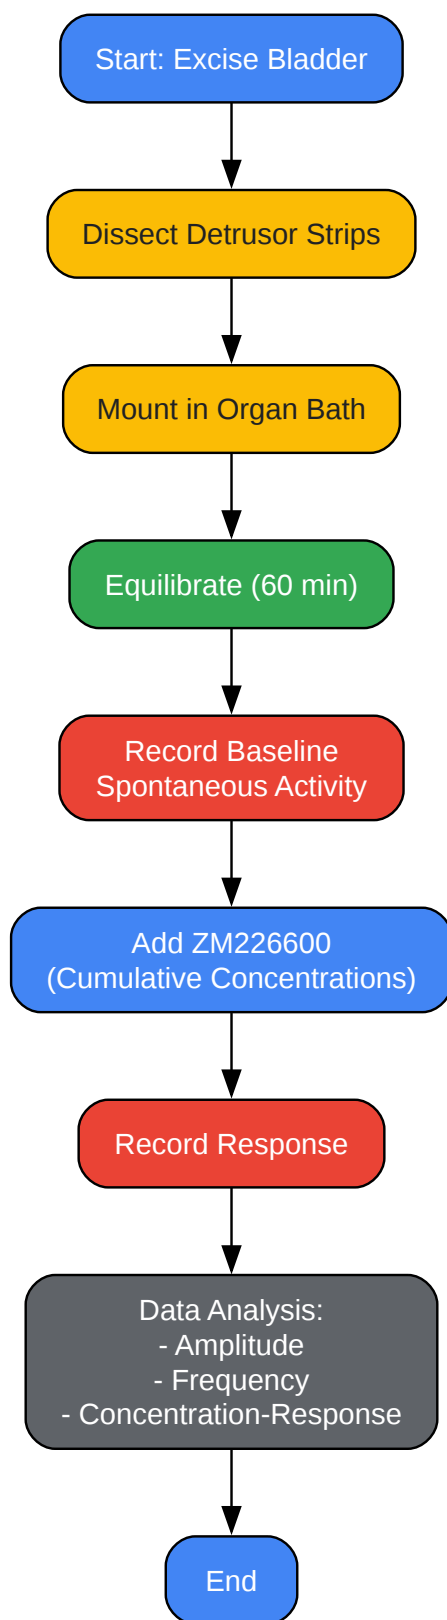 Start: Excise Bladder
Dissect Detrusor Strips
Mount in Organ Bath
Equilibrate (60 min)
Record Baseline
Spontaneous Activity
Add ZM226600
(Cumulative Concentrations)
Record Response
Data Analysis:
- Amplitude
- Frequency
- Concentration-Response
End